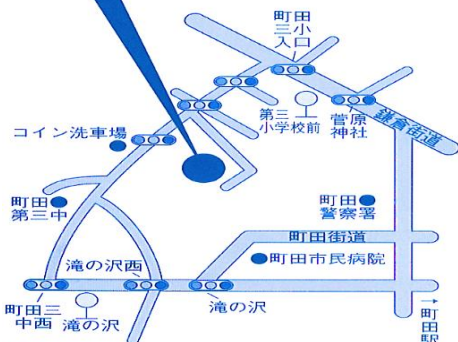 町田
三小
入口
第三
小学校前
菅原
神社
鎌倉街道
コイン洗車場
町田
第三中
町田
警察署
町田街道
町田市民病院
滝の沢西
滝の沢
町田三
中西
滝の沢
→町田駅